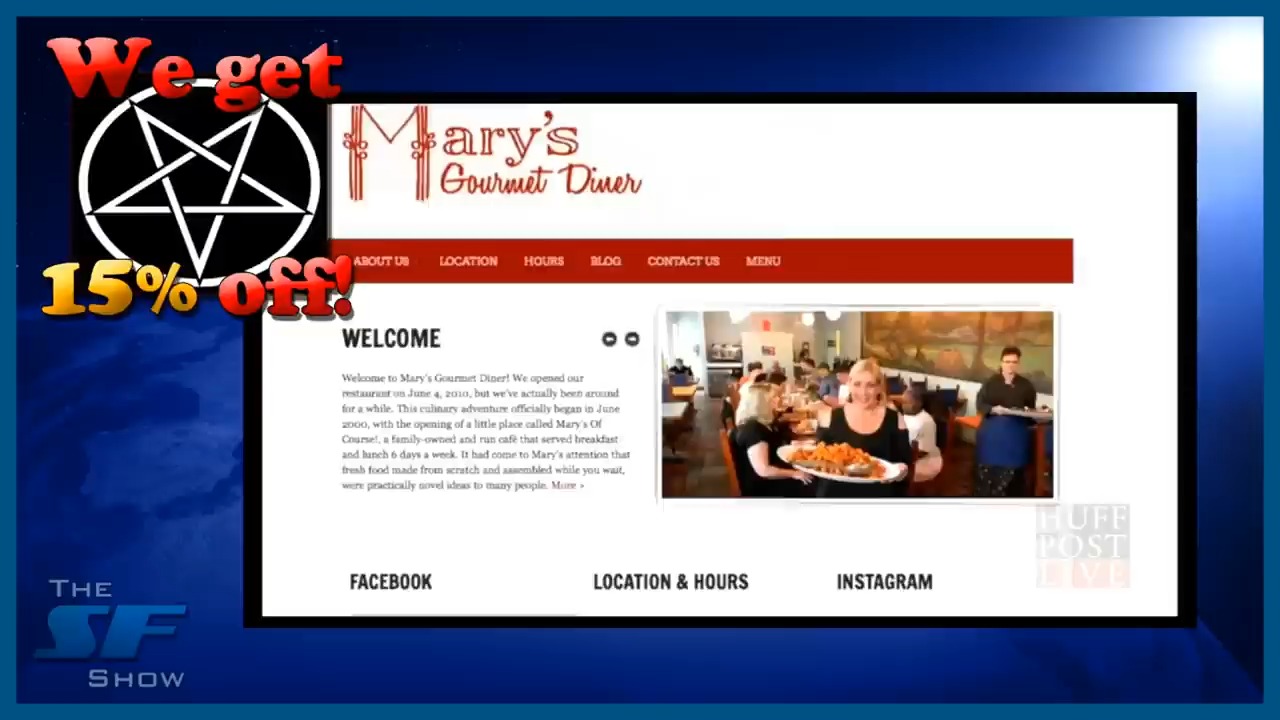 We get
15% off!
Mary's
Gourmet Diner
ABOUT US LOCATION HOURS BLOG CONTACT US MENU
WELCOME
Welcome to Mary's Gourmet Diner! We opened our
restaurant on June 4, 2010, but we've actually been around
for a while. This culinary adventure officially began in June
2000, with the opening of a little place called Mary's Of
Course!, a family-owned and run café that served breakfast
and lunch 6 days a week. It had come to Mary's attention that
fresh food made from scratch and assembled while you wait,
were practically novel ideas to many people. More »
FACEBOOK LOCATION & HOURS INSTAGRAM
HUFF
POST
LIVE
THE
SF
SHOW